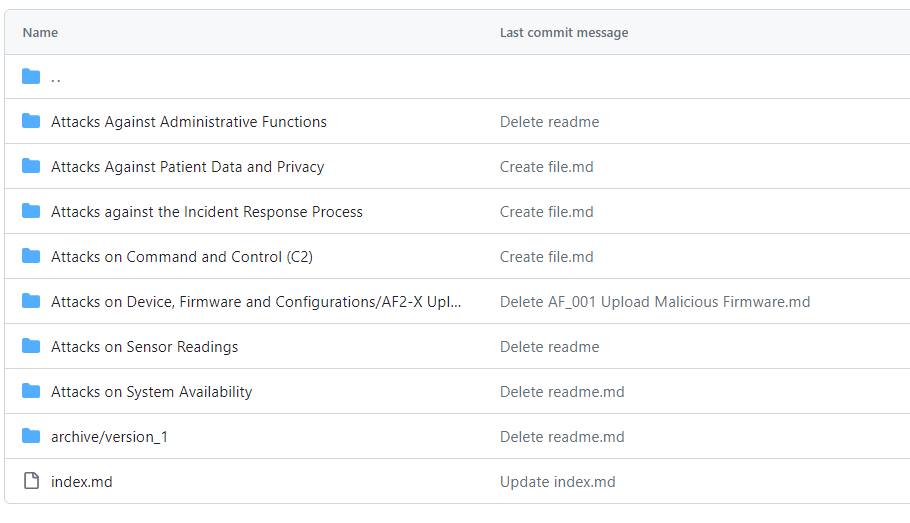 Name Last commit message
..
Attacks Against Administrative Functions Delete readme
Attacks Against Patient Data and Privacy Create file.md
Attacks against the Incident Response Process Create file.md
Attacks on Command and Control (C2) Create file.md
Attacks on Device, Firmware and Configurations/AF2-X Upl... Delete AF_001 Upload Malicious Firmware.md
Attacks on Sensor Readings Delete readme
Attacks on System Availability Delete readme.md
archive/version_1 Delete readme.md
index.md Update index.md